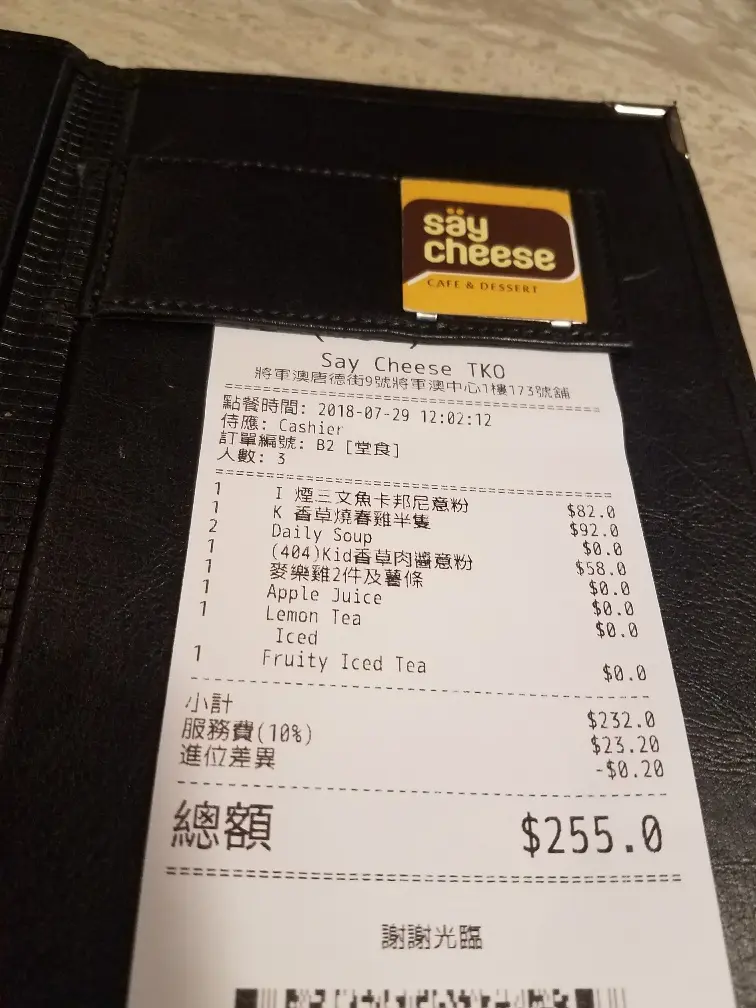 säy
cheese
CAFE & DESSERT
Say Cheese TKO
將軍澳唐德街9號將軍澳中心1樓173號舖
點餐時間: 2018-07-29 12:02:12
侍應: Cashier
訂單編號: B2 [堂食]
人數: 3
1 I 煙三文魚卡邦尼意粉 $82.0
1 K 香草燒春雞半隻 $92.0
2 Daily Soup $0.0
1 (404)Kid香草肉醬意粉 $58.0
1 麥樂雞2件及薯條 $0.0
1 Apple Juice $0.0
1 Lemon Tea $0.0
Iced
1 Fruity Iced Tea $0.0
小計 $232.0
服務費(10%) $23.20
進位差異 -$0.20
總額 $255.0
謝謝光臨